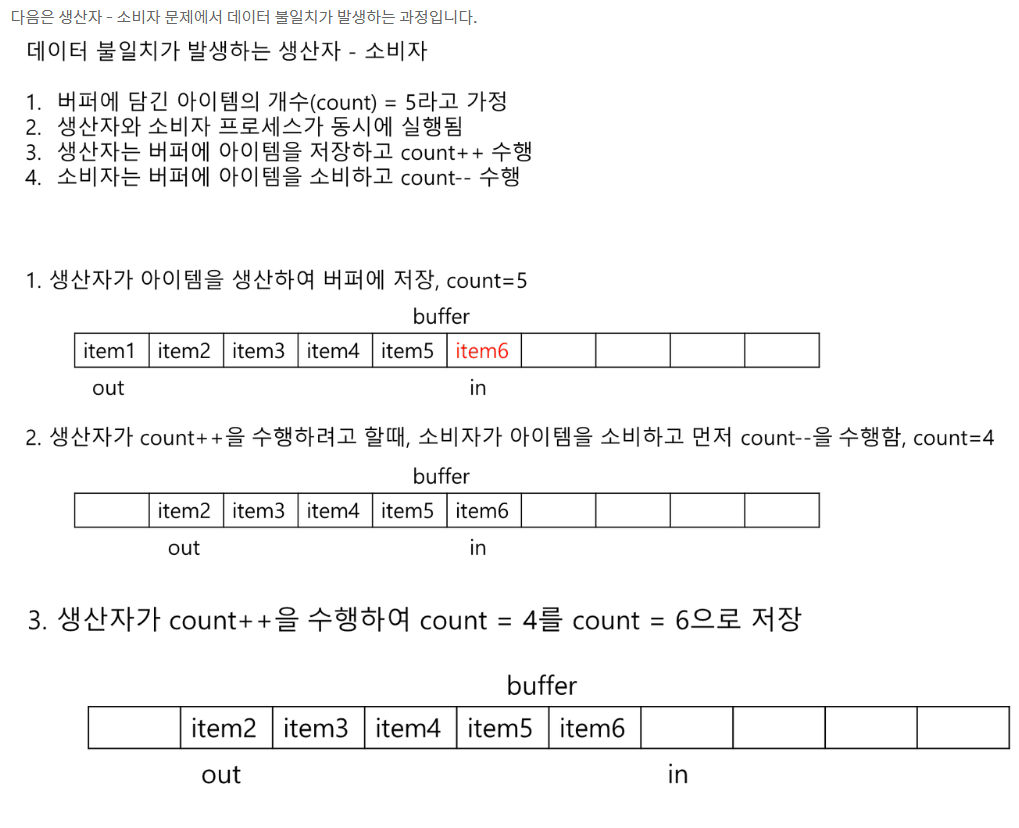 다음은 생산자 - 소비자 문제에서 데이터 불일치가 발생하는 과정입니다.
데이터 불일치가 발생하는 생산자 - 소비자
1. 버퍼에 담긴 아이템의 개수(count) = 5라고 가정
2. 생산자와 소비자 프로세스가 동시에 실행됨
3. 생산자는 버퍼에 아이템을 저장하고 count++ 수행
4. 소비자는 버퍼에 아이템을 소비하고 count-- 수행
1. 생산자가 아이템을 생산하여 버퍼에 저장, count=5
buffer
item1 item2 item3 item4 item5 item6
out in
2. 생산자가 count++을 수행하려고 할때, 소비자가 아이템을 소비하고 먼저 count--을 수행함, count=4
buffer
item2 item3 item4 item5 item6
out in
3. 생산자가 count++을 수행하여 count = 4를 count = 6으로 저장
buffer
item2 item3 item4 item5 item6
out in